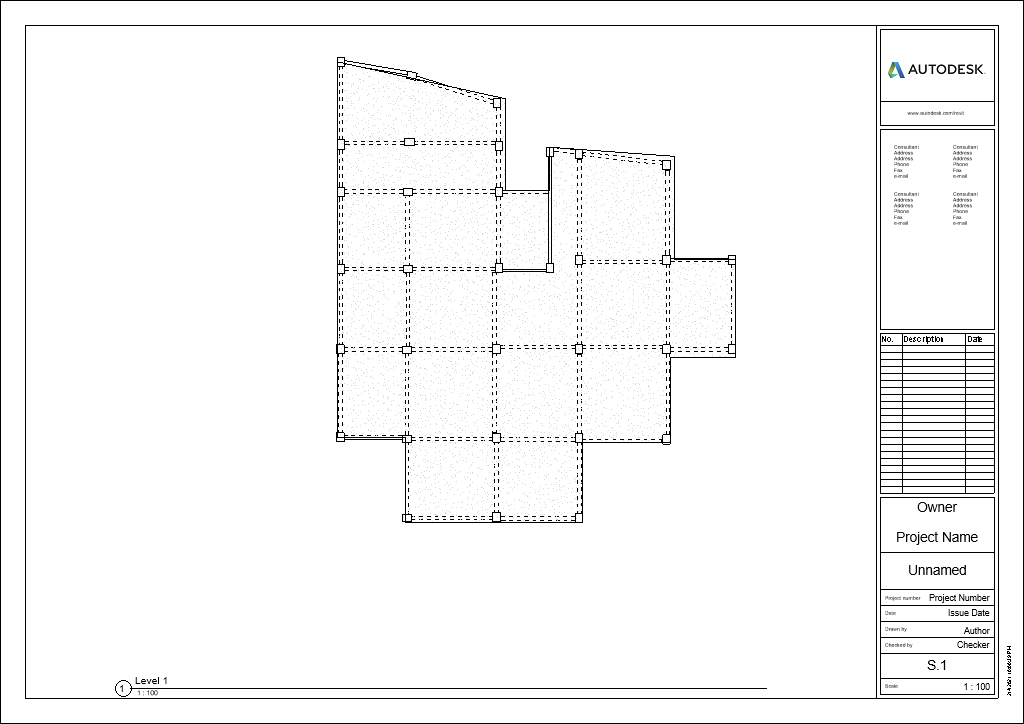 AUTODESK
www.autodesk.com/revit
Consultant Consultant
Address Address
Address Address
Phone Phone
Fax Fax
e-mail e-mail
Consultant Consultant
Address Address
Address Address
Phone Phone
Fax Fax
e-mail e-mail
No. Description Date
Owner
Project Name
Unnamed
Project number Project Number
Date Issue Date
Drawn by Author
Checked by Checker
S.1
Scale 1 : 100
1 Level 1
1 : 100